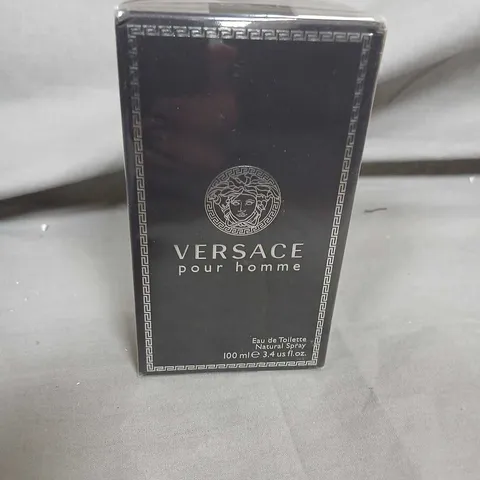 VERSACE
pour homme
Eau de Toilette
Natural Spray
100 ml ℮ 3.4 us fl.oz.